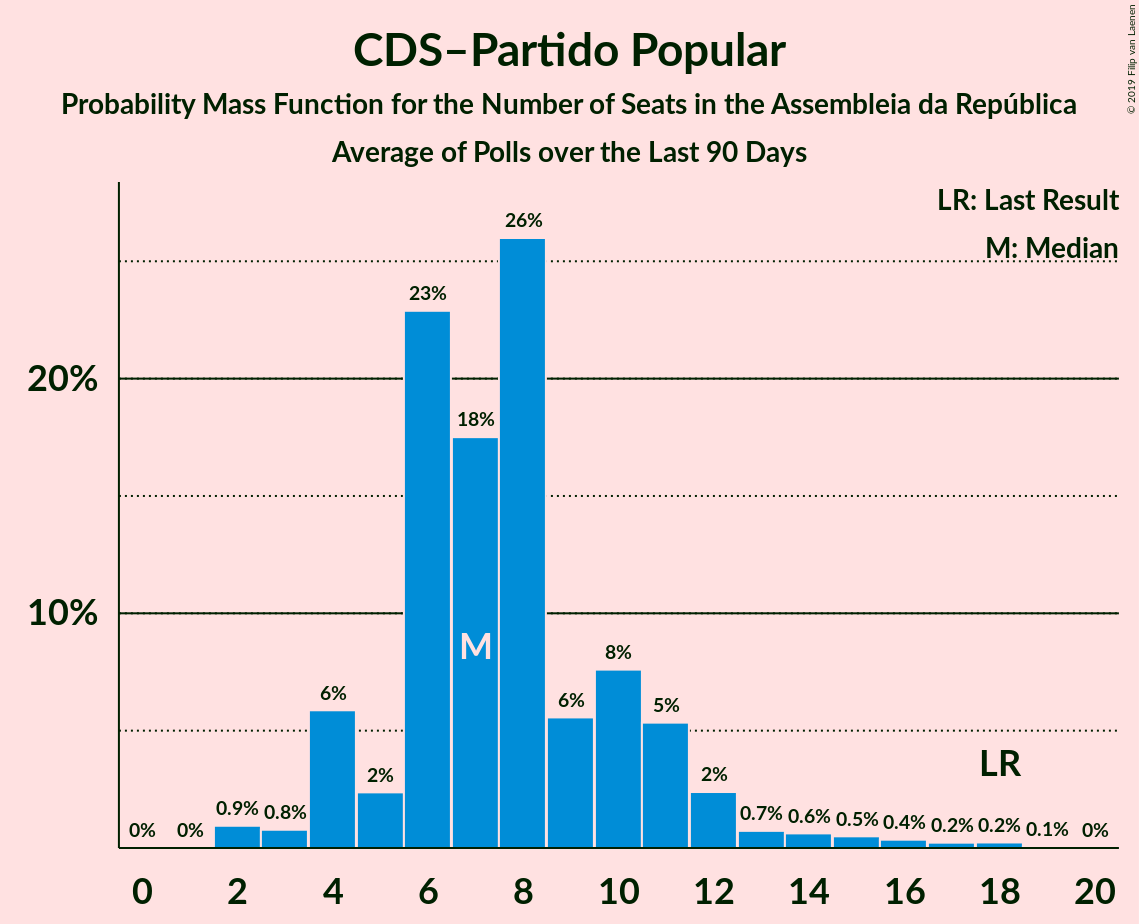 CDS–Partido Popular
Probability Mass Function for the Number of Seats in the Assembleia da República
Average of Polls over the Last 90 Days
© 2019 Filip van Laenen
LR: Last Result
M: Median
26%
23%
20%
18%
10%
M
8%
6%
6%
5%
LR
2%
2%
0%
0%
0.9%
0.8%
0.7%
0.6%
0.5%
0.4%
0.2%
0.2%
0.1%
0%
0 2 4 6 8 10 12 14 16 18 20